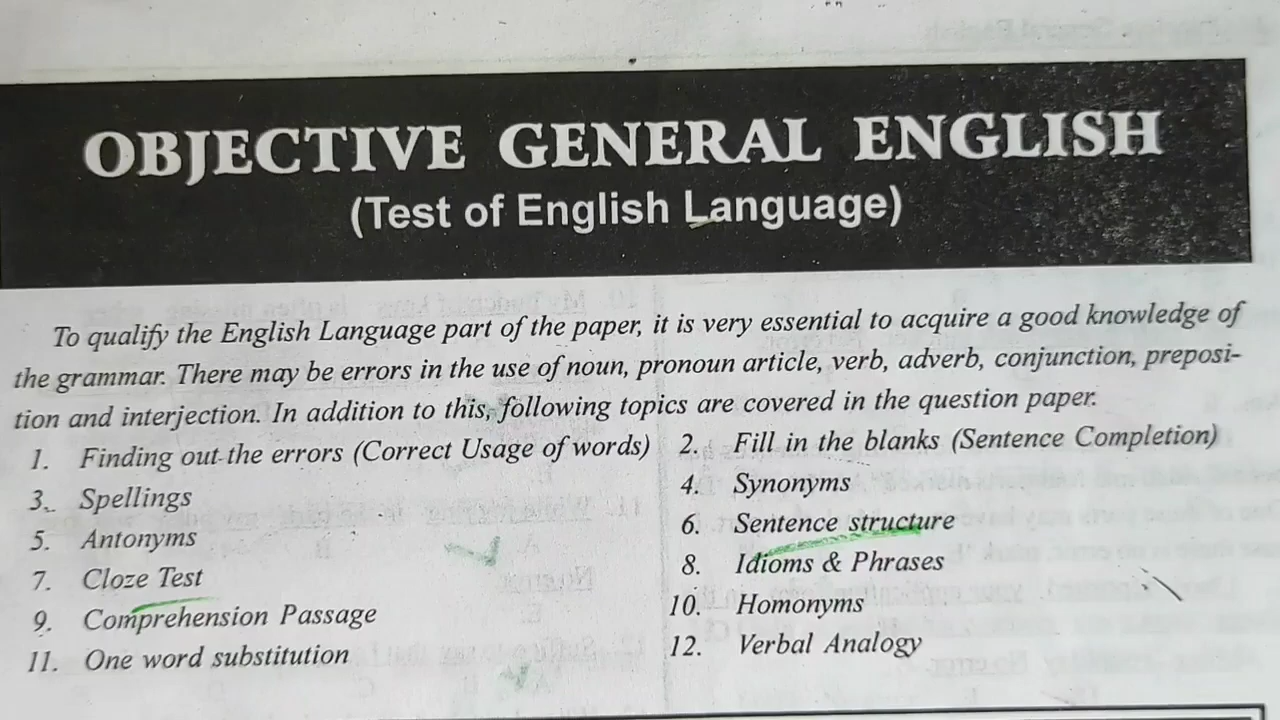 OBJECTIVE GENERAL ENGLISH
(Test of English Language)
To qualify the English Language part of the paper, it is very essential to acquire a good knowledge of
the grammar. There may be errors in the use of noun, pronoun article, verb, adverb, conjunction, preposi-
tion and interjection. In addition to this, following topics are covered in the question paper.
1. Finding out the errors (Correct Usage of words) 2. Fill in the blanks (Sentence Completion)
3. Spellings 4. Synonyms
5. Antonyms 6. Sentence structure
7. Cloze Test 8. Idioms & Phrases
9. Comprehension Passage 10. Homonyms
11. One word substitution 12. Verbal Analogy